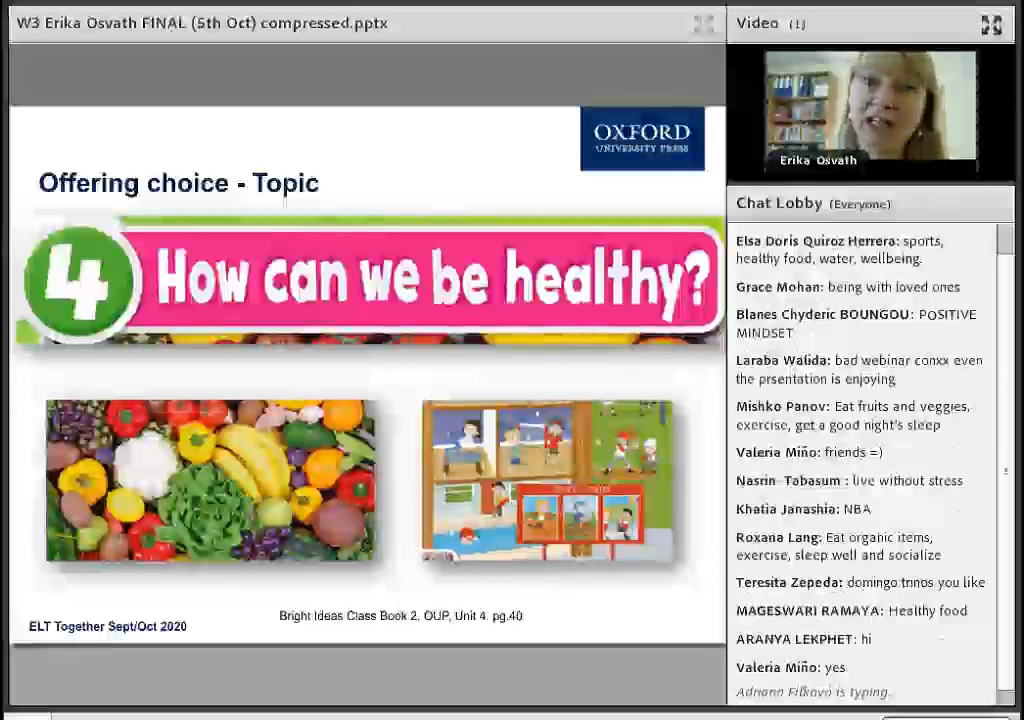 W3 Erika Osvath FINAL (5th Oct) compressed.pptx
OXFORD
UNIVERSITY PRESS
Offering choice - Topic
4 How can we be healthy?
Bright Ideas Class Book 2, OUP, Unit 4. pg.40
ELT Together Sept/Oct 2020
Video (1)
Erika Osvath
Chat Lobby (Everyone)
Elsa Doris Quiroz Herrera: sports,
healthy food, water, wellbeing.
Grace Mohan: being with loved ones
Blanes Chyderic BOUNGOU: POSITIVE
MINDSET
Laraba Walida: bad webinar conxx even
the prsentation is enjoying
Mishko Panov: Eat fruits and veggies,
exercise, get a good night's sleep
Valeria Miño: friends =)
Nasrin Tabasum : live without stress
Khatia Janashia: NBA
Roxana Lang: Eat organic items,
exercise, sleep well and socialize
Teresita Zepeda: domingo trinos you like
MAGESWARI RAMAYA: Healthy food
ARANYA LEKPHET: hi
Valeria Miño: yes
is typing.